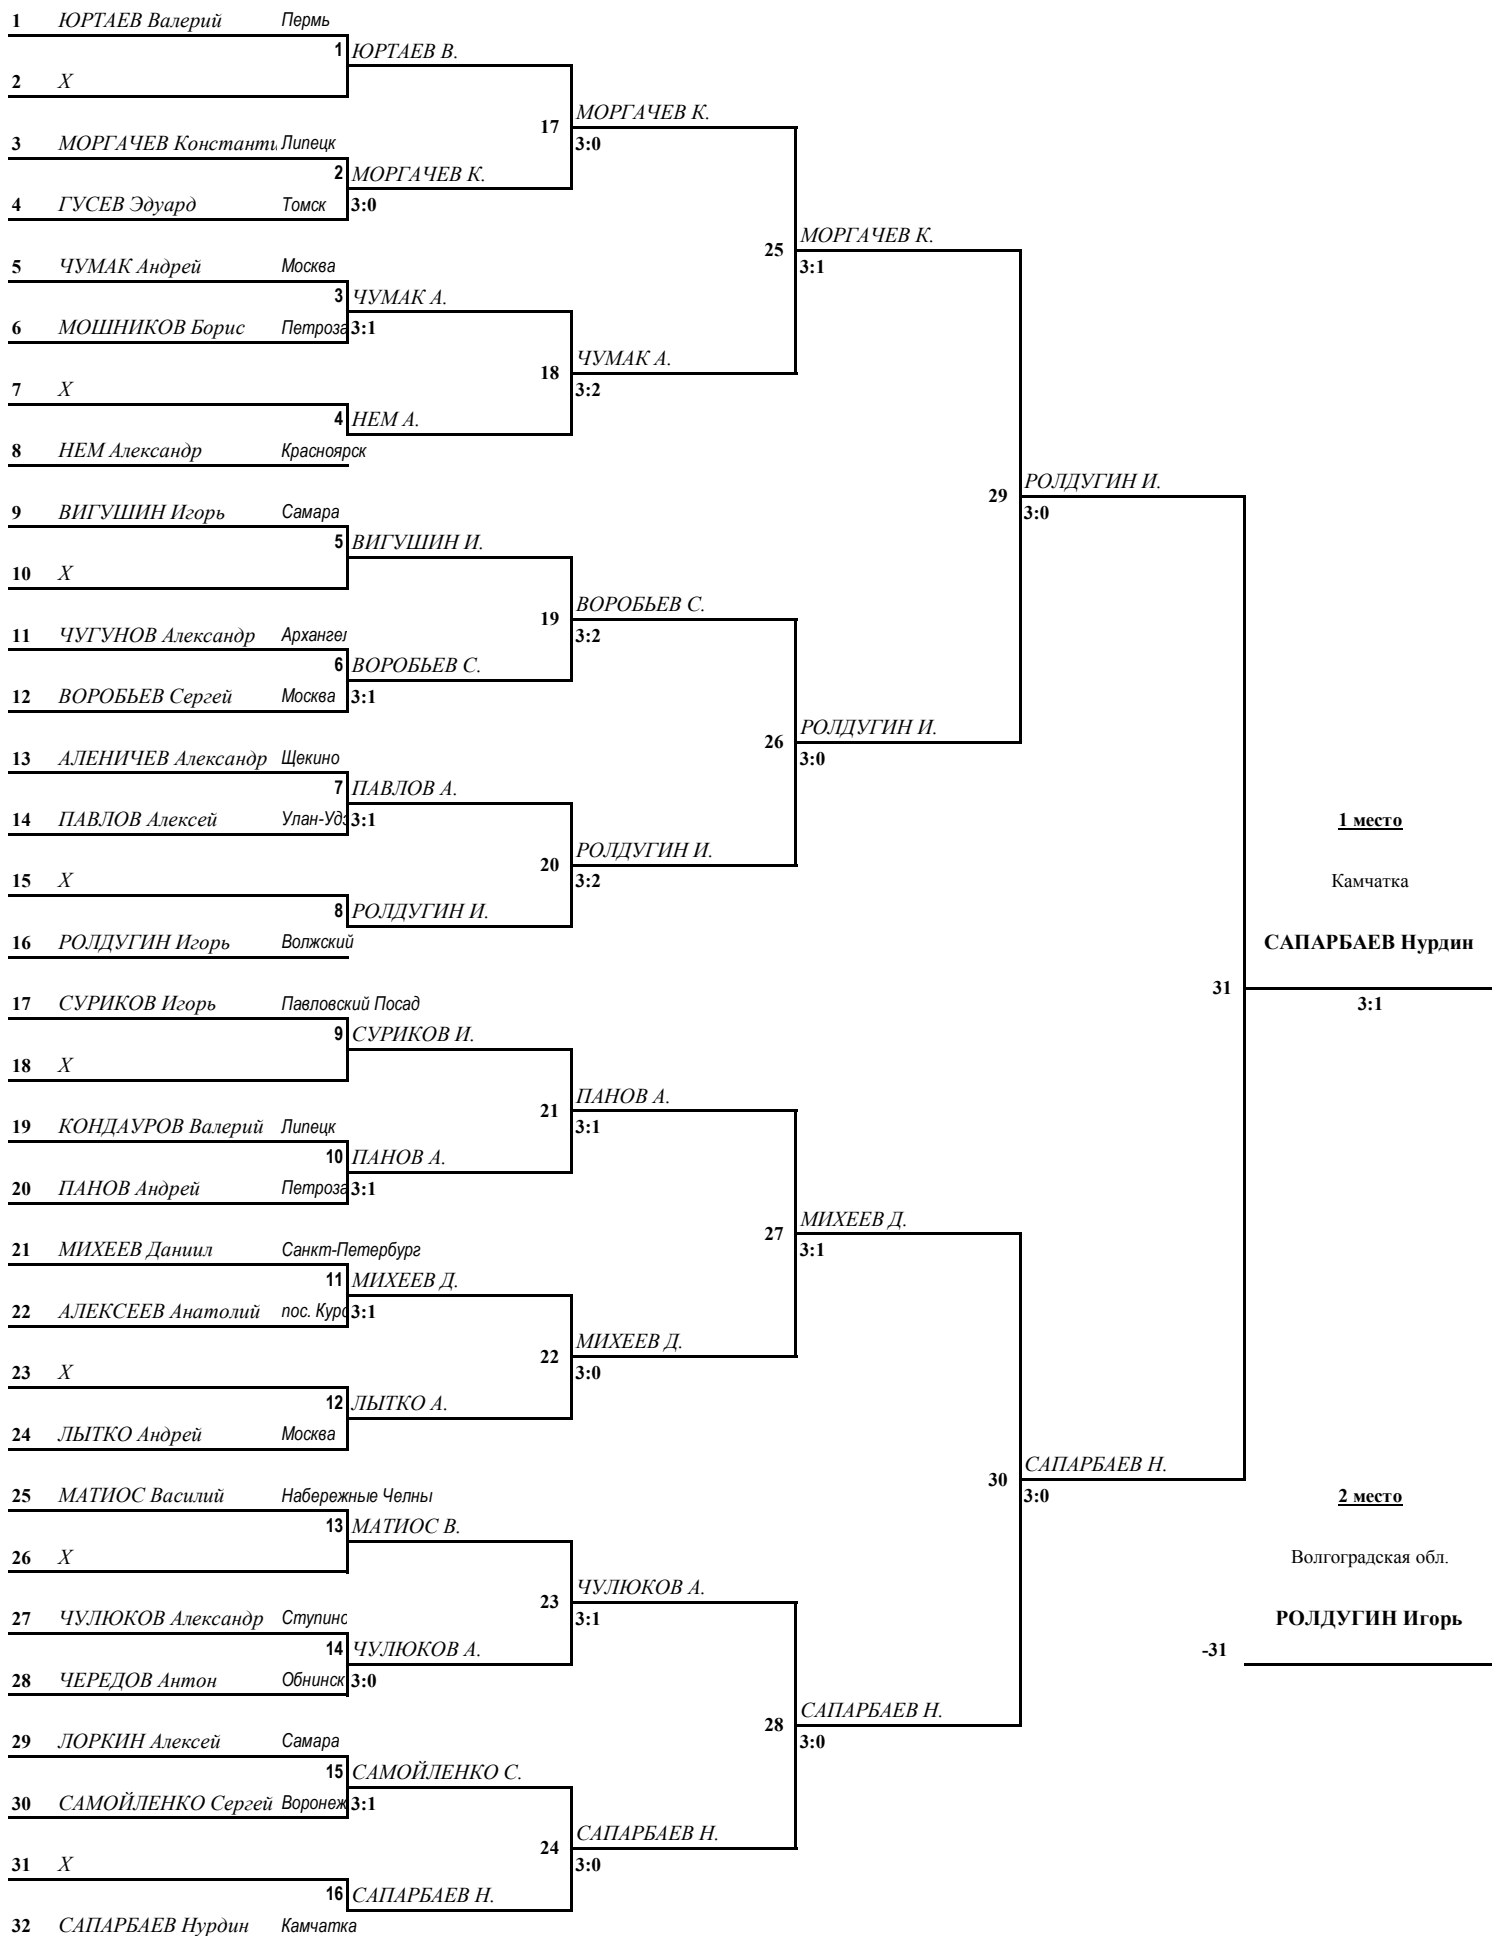 1 ЮРТАЕВ Валерий Пермь
1 ЮРТАЕВ В.
2 X
17 МОРГАЧЕВ К.
3:0
3 МОРГАЧЕВ Константи Липецк
2 МОРГАЧЕВ К.
4 ГУСЕВ Эдуард Томск 3:0
25 МОРГАЧЕВ К.
3:1
5 ЧУМАК Андрей Москва
3 ЧУМАК А.
6 МОШНИКОВ Борис Петроза 3:1
18 ЧУМАК А.
3:2
7 X
4 НЕМ А.
8 НЕМ Александр Красноярск
29 РОЛДУГИН И.
3:0
9 ВИГУШИН Игорь Самара
5 ВИГУШИН И.
10 X
19 ВОРОБЬЕВ С.
3:2
11 ЧУГУНОВ Александр Архангел
6 ВОРОБЬЕВ С.
12 ВОРОБЬЕВ Сергей Москва 3:1
26 РОЛДУГИН И.
3:0
13 АЛЕНИЧЕВ Александр Щекино
7 ПАВЛОВ А.
14 ПАВЛОВ Алексей Улан-Удэ 3:1
1 место
20 РОЛДУГИН И.
3:2
15 X
Камчатка
8 РОЛДУГИН И.
16 РОЛДУГИН Игорь Волжский
САПАРБАЕВ Нурдин
31
3:1
17 СУРИКОВ Игорь Павловский Посад
9 СУРИКОВ И.
18 X
21 ПАНОВ А.
3:1
19 КОНДАУРОВ Валерий Липецк
10 ПАНОВ А.
20 ПАНОВ Андрей Петроза 3:1
27 МИХЕЕВ Д.
3:1
21 МИХЕЕВ Даниил Санкт-Петербург
11 МИХЕЕВ Д.
22 АЛЕКСЕЕВ Анатолий пос. Куро 3:1
22 МИХЕЕВ Д.
3:0
23 X
12 ЛЫТКО А.
24 ЛЫТКО Андрей Москва
30 САПАРБАЕВ Н.
3:0
25 МАТИОС Василий Набережные Челны
2 место
13 МАТИОС В.
26 X
Волгоградская обл.
23 ЧУЛЮКОВ А.
3:1
27 ЧУЛЮКОВ Александр Ступино
РОЛДУГИН Игорь
-31
14 ЧУЛЮКОВ А.
28 ЧЕРЕДОВ Антон Обнинск 3:0
28 САПАРБАЕВ Н.
3:0
29 ЛОРКИН Алексей Самара
15 САМОЙЛЕНКО С.
30 САМОЙЛЕНКО Сергей Воронеж 3:1
24 САПАРБАЕВ Н.
3:0
31 X
16 САПАРБАЕВ Н.
32 САПАРБАЕВ Нурдин Камчатка